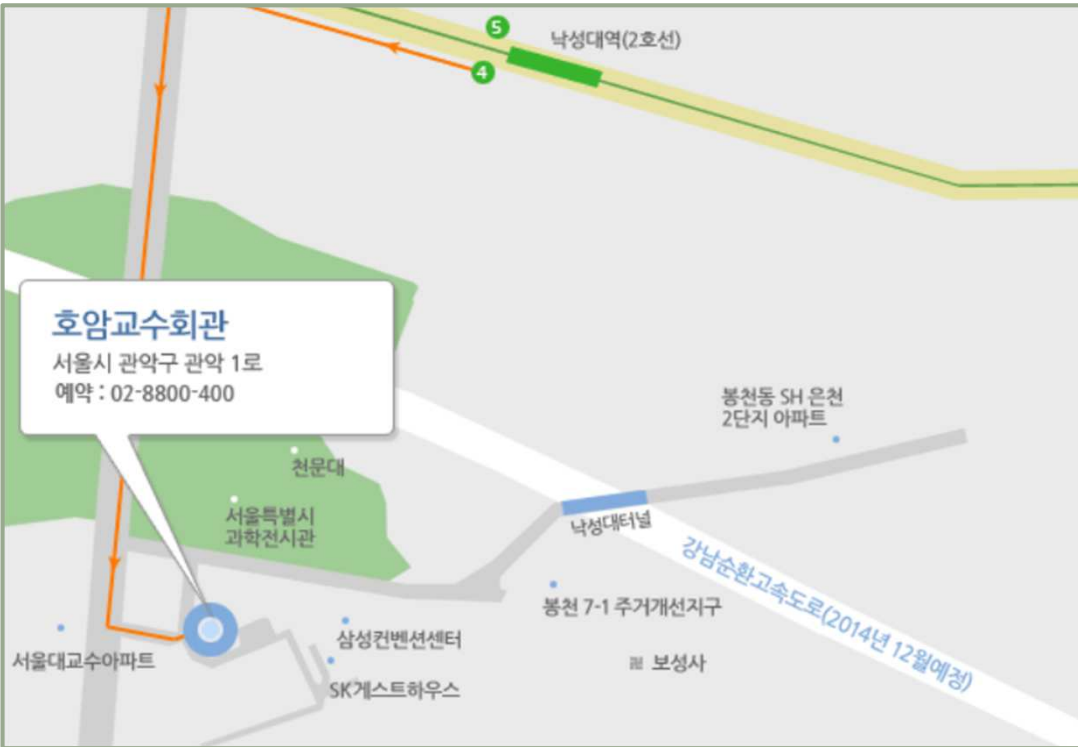 5
낙성대역(2호선)
4
호암교수회관
서울시 관악구 관악 1로
예약 : 02-8800-400
봉천동 SH 은천
2단지 아파트
천문대
서울특별시
과학전시관
낙성대터널
강남순환고속도로(2014년 12월예정)
봉천 7-1 주거개선지구
삼성컨벤션센터
서울대교수아파트
卍 보성사
SK게스트하우스